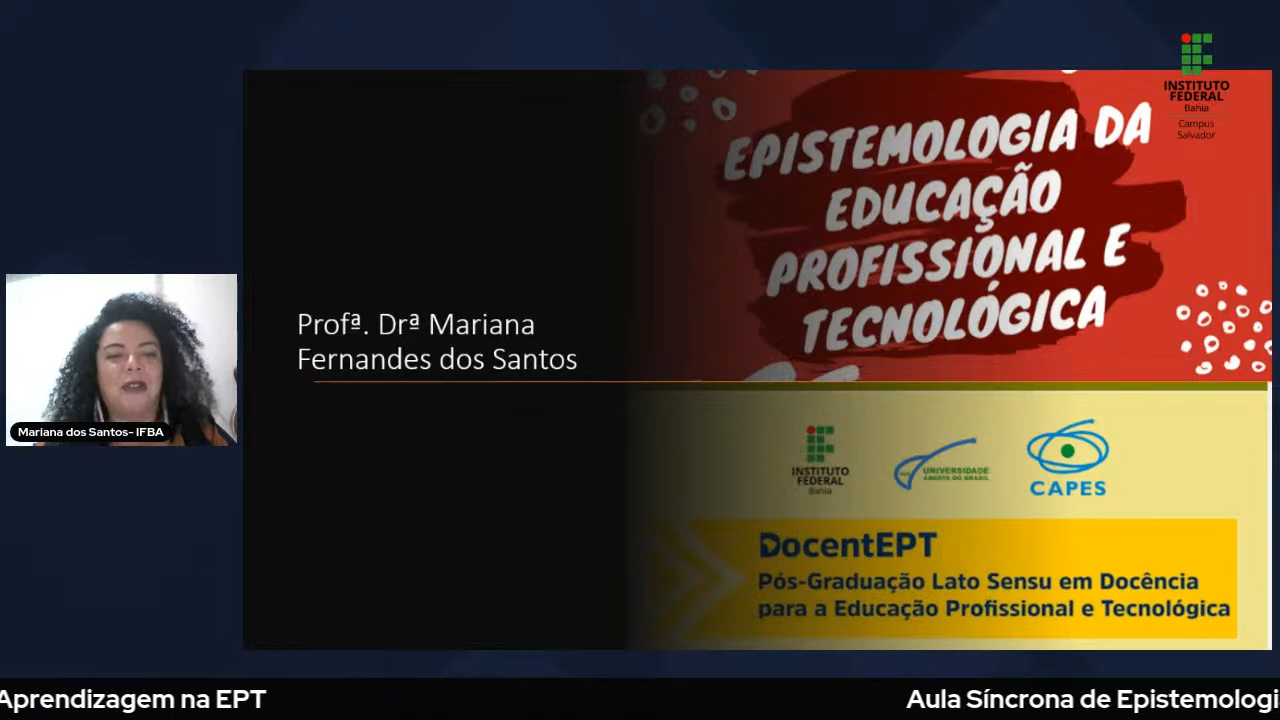 INSTITUTO
FEDERAL
Bahia
Campus
Salvador
EPISTEMOLOGIA DA
EDUCAÇÃO
PROFISSIONAL E
TECNOLÓGICA
Profª. Drª Mariana
Fernandes dos Santos
Mariana dos Santos- IFBA
INSTITUTO
FEDERAL
Bahia
UNIVERSIDADE
ABERTA DO BRASIL
CAPES
DocentEPT
Pós-Graduação Lato Sensu em Docência
para a Educação Profissional e Tecnológica
Aprendizagem na EPT
Aula Síncrona de Epistemologi